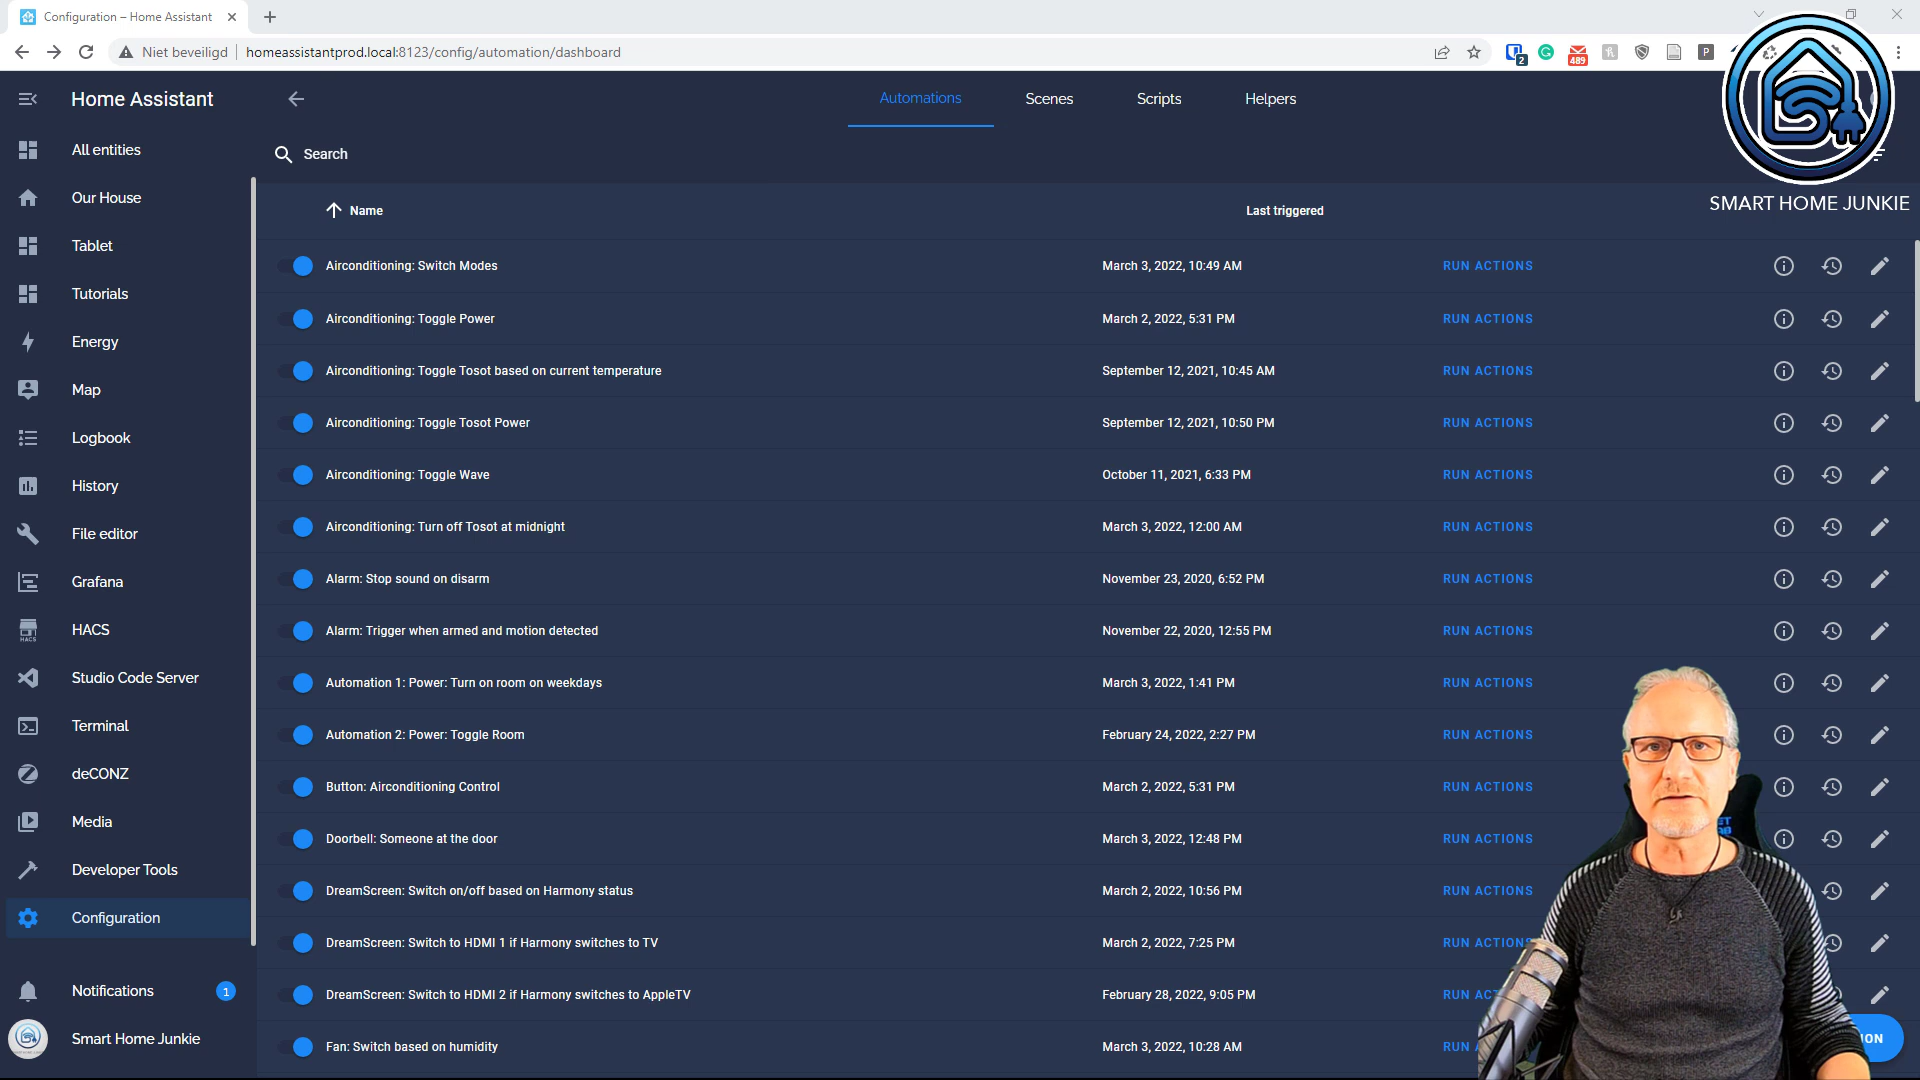 Configuration – Home Assistant
Niet beveiligd
homeassistantprod.local:8123/config/automation/dashboard
2
489
P
Home Assistant
Automations
Scenes
Scripts
Helpers
SMART HOME JUNKIE
All entities
Our House
Tablet
Tutorials
Energy
Map
Logbook
History
File editor
Grafana
HACS
HACS
Studio Code Server
Terminal
deCONZ
Media
Developer Tools
Configuration
Notifications
1
Smart Home Junkie
Search
Name
Last triggered
Airconditioning: Switch Modes
March 3, 2022, 10:49 AM
RUN ACTIONS
Airconditioning: Toggle Power
March 2, 2022, 5:31 PM
RUN ACTIONS
Airconditioning: Toggle Tosot based on current temperature
September 12, 2021, 10:45 AM
RUN ACTIONS
Airconditioning: Toggle Tosot Power
September 12, 2021, 10:50 PM
RUN ACTIONS
Airconditioning: Toggle Wave
October 11, 2021, 6:33 PM
RUN ACTIONS
Airconditioning: Turn off Tosot at midnight
March 3, 2022, 12:00 AM
RUN ACTIONS
Alarm: Stop sound on disarm
November 23, 2020, 6:52 PM
RUN ACTIONS
Alarm: Trigger when armed and motion detected
November 22, 2020, 12:55 PM
RUN ACTIONS
Automation 1: Power: Turn on room on weekdays
March 3, 2022, 1:41 PM
RUN ACTIONS
Automation 2: Power: Toggle Room
February 24, 2022, 2:27 PM
RUN ACTIONS
Button: Airconditioning Control
March 2, 2022, 5:31 PM
RUN ACTIONS
Doorbell: Someone at the door
March 3, 2022, 12:48 PM
RUN ACTIONS
DreamScreen: Switch on/off based on Harmony status
March 2, 2022, 10:56 PM
RUN ACTIONS
DreamScreen: Switch to HDMI 1 if Harmony switches to TV
March 2, 2022, 7:25 PM
RUN ACTIONS
DreamScreen: Switch to HDMI 2 if Harmony switches to AppleTV
February 28, 2022, 9:05 PM
RUN AC
Fan: Switch based on humidity
March 3, 2022, 10:28 AM
RUN
ION